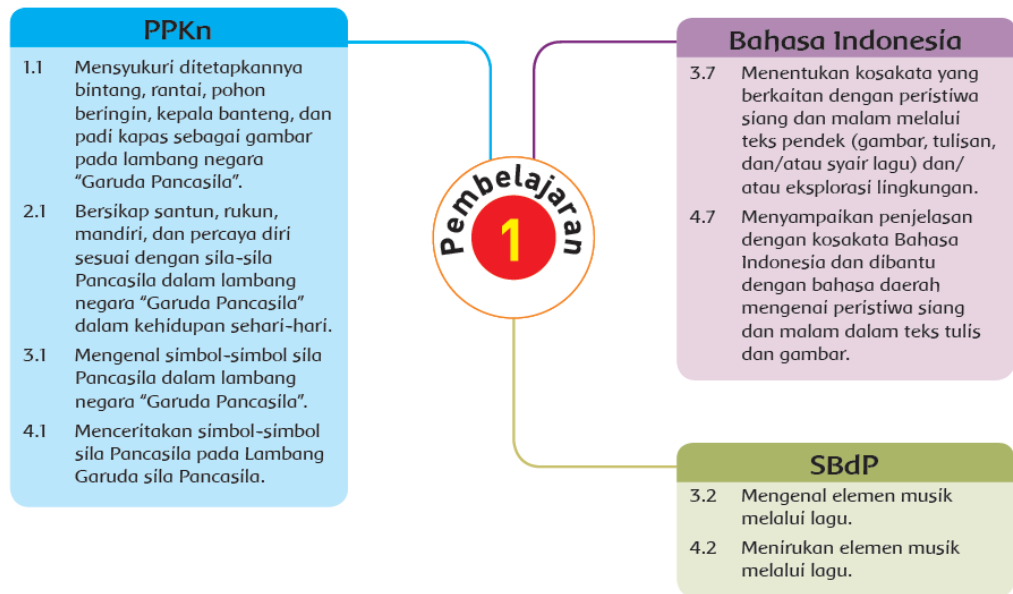 PPKn
1.1 Mensyukuri ditetapkannya
bintang, rantai, pohon
beringin, kepala banteng, dan
padi kapas sebagai gambar
pada lambang negara
“Garuda Pancasila”.
2.1 Bersikap santun, rukun,
mandiri, dan percaya diri
sesuai dengan sila-sila
Pancasila dalam lambang
negara “Garuda Pancasila”
dalam kehidupan sehari-hari.
3.1 Mengenal simbol-simbol sila
Pancasila dalam lambang
negara “Garuda Pancasila”.
4.1 Menceritakan simbol-simbol
sila Pancasila pada Lambang
Garuda sila Pancasila.
Pembelajaran
1
Bahasa Indonesia
3.7 Menentukan kosakata yang
berkaitan dengan peristiwa
siang dan malam melalui
teks pendek (gambar, tulisan,
dan/atau syair lagu) dan/
atau eksplorasi lingkungan.
4.7 Menyampaikan penjelasan
dengan kosakata Bahasa
Indonesia dan dibantu
dengan bahasa daerah
mengenai peristiwa siang
dan malam dalam teks tulis
dan gambar.
SBdP
3.2 Mengenal elemen musik
melalui lagu.
4.2 Menirukan elemen musik
melalui lagu.